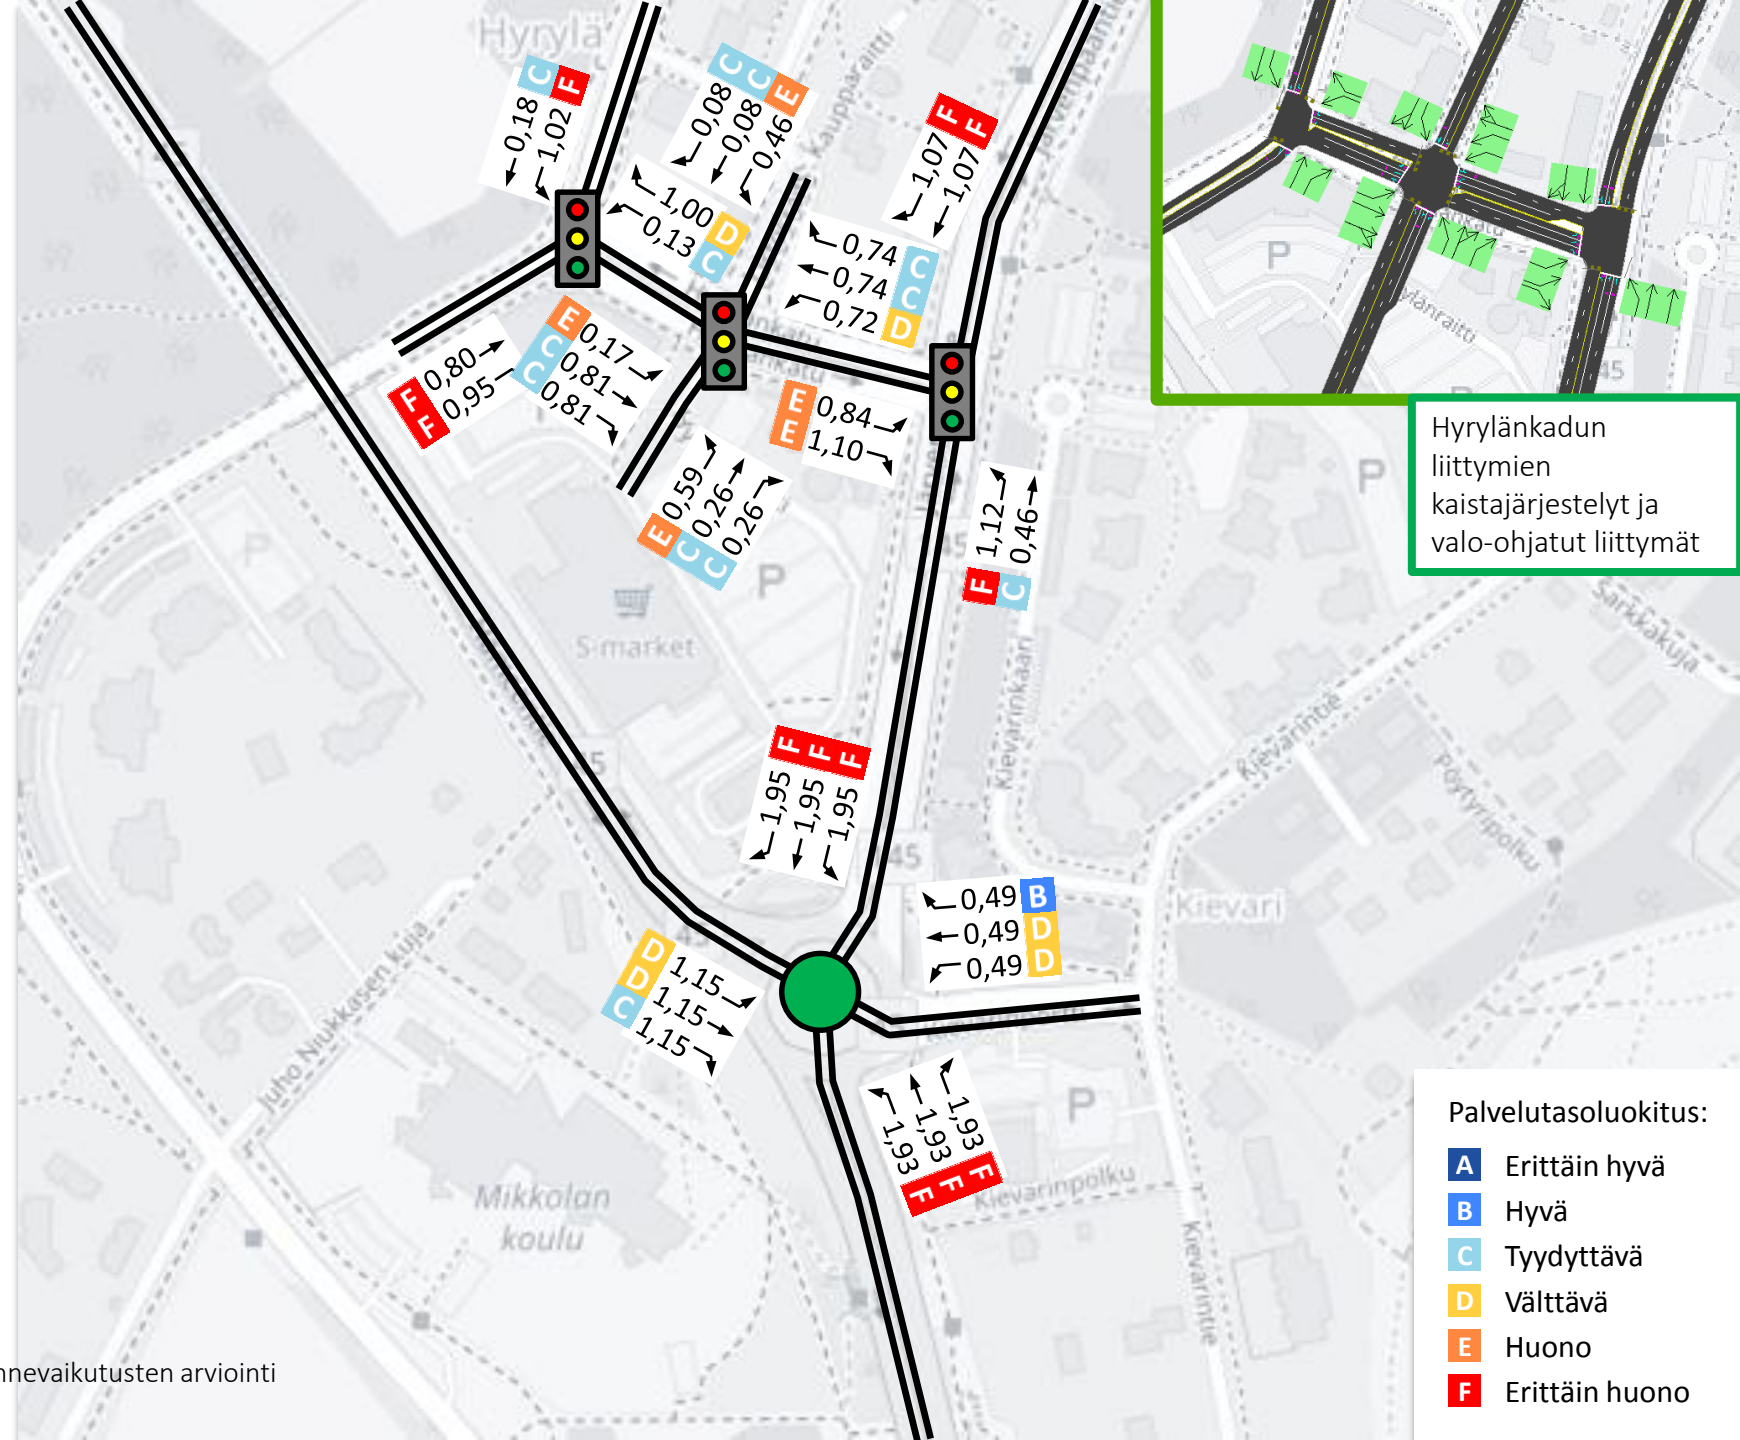 Hyrylä
Kaupparaitti
C F
0,18
1,02
C C E
0,08
0,08
0,46
F F
1,07
1,07
1,00 D
0,13 C
0,74 C
0,74 C
0,72 D
F 0,80
F 0,95
E 0,17
C 0,81
C 0,81
E 0,84
E 1,10
0,59
0,26
0,26
E C C
1,12
0,46
F C
P
P
ylänraitti
45
Hyrylänkadun
liittymien
kaistajärjestelyt ja
valo-ohjatut liittymät
P
P
P
45
S-market
Kievarinkaari
Kievarintie
Sarkkakuja
Pöytyripolku
F F F
1,95
1,95
1,95
45
0,49 B
0,49 D
0,49 D
Kievari
D 1,15
D 1,15
C 1,15
Juho Niukkasen kuja
1,93
1,93
1,93
F F F
P
Kievarinpolku
Kievarintie
Mikkolan
koulu
nnevaikutusten arviointi
Palvelutasoluokitus:
A Erittäin hyvä
B Hyvä
C Tyydyttävä
D Välttävä
E Huono
F Erittäin huono